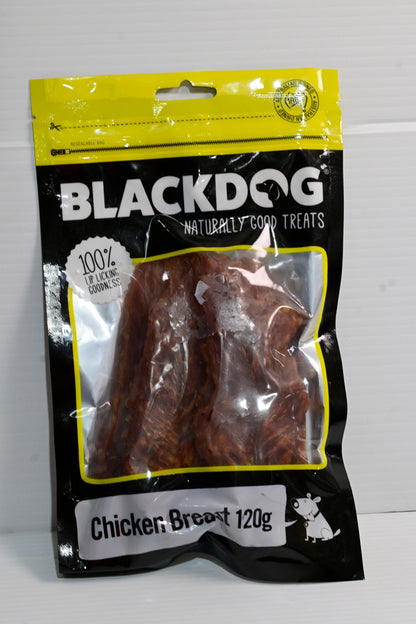 RESEALABLE BAG
BLACKDOG
NATURALLY GOOD TREATS
100%
LIP LICKING
GOODNESS
Chicken Breast 120g